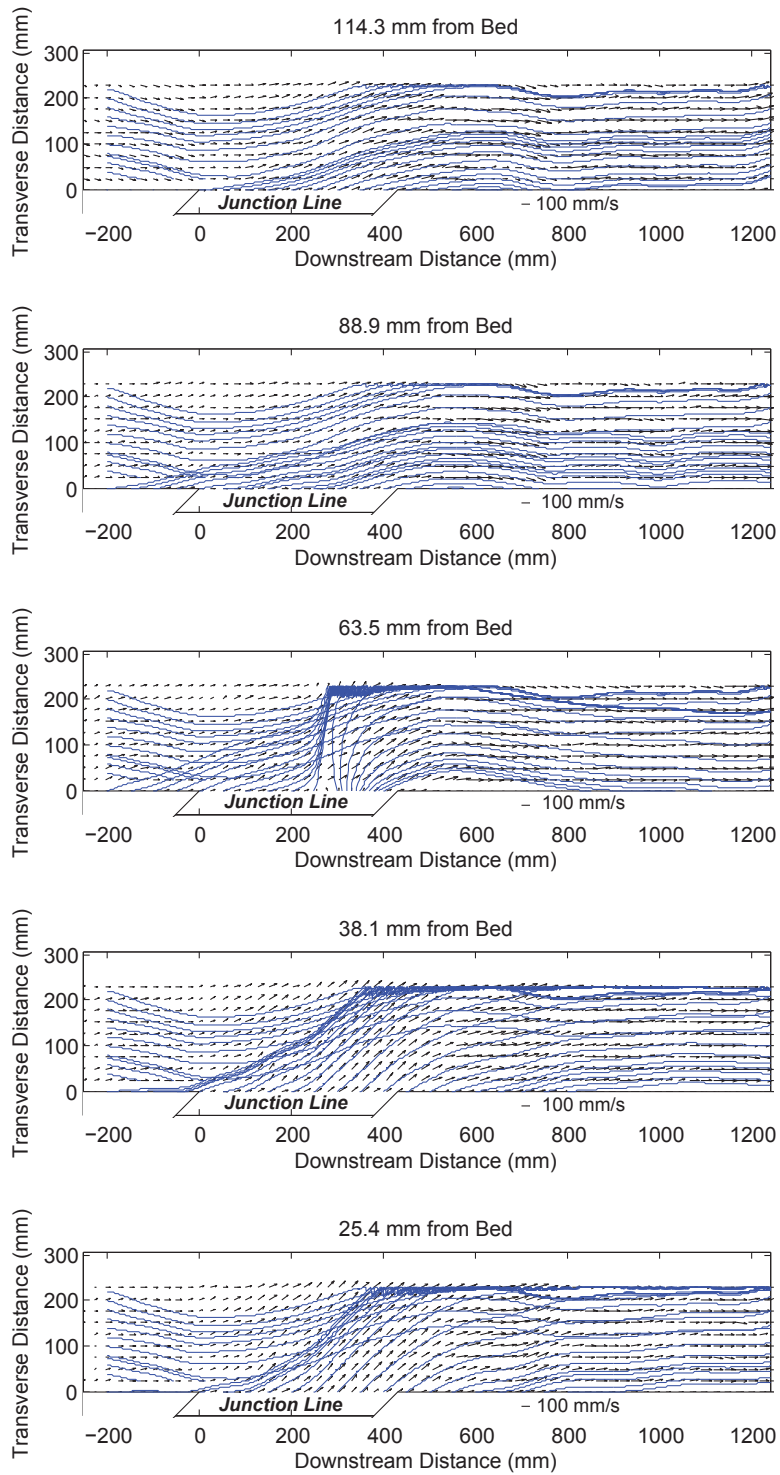 114.3 mm from Bed
Transverse Distance (mm)
300
200
100
0
Junction Line
– 100 mm/s
−200 0 200 400 600 800 1000 1200
Downstream Distance (mm)
88.9 mm from Bed
Transverse Distance (mm)
300
200
100
0
Junction Line
– 100 mm/s
−200 0 200 400 600 800 1000 1200
Downstream Distance (mm)
63.5 mm from Bed
Transverse Distance (mm)
300
200
100
0
Junction Line
– 100 mm/s
−200 0 200 400 600 800 1000 1200
Downstream Distance (mm)
38.1 mm from Bed
Transverse Distance (mm)
300
200
100
0
Junction Line
– 100 mm/s
−200 0 200 400 600 800 1000 1200
Downstream Distance (mm)
25.4 mm from Bed
Transverse Distance (mm)
300
200
100
0
Junction Line
– 100 mm/s
−200 0 200 400 600 800 1000 1200
Downstream Distance (mm)